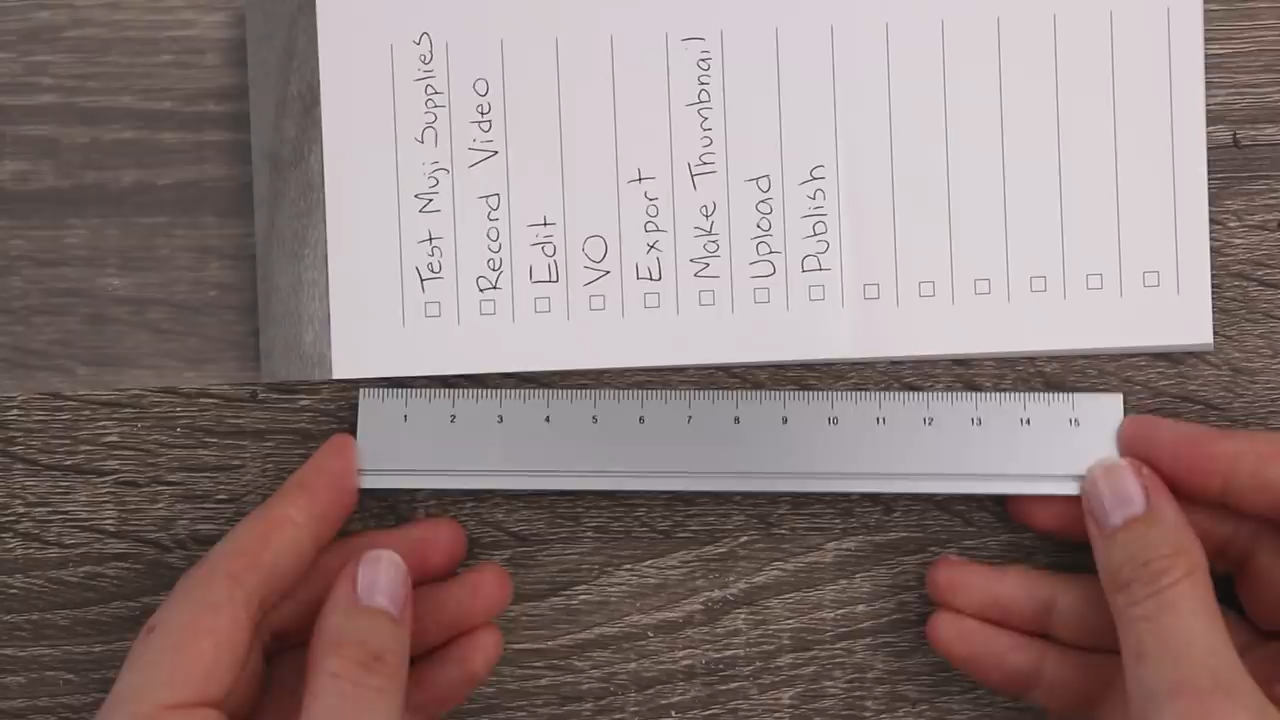 Test Muji Supplies
Record Video
Edit
VO
Export
Make Thumbnail
Upload
Publish
1 2 3 4 5 6 7 8 9 10 11 12 13 14 15